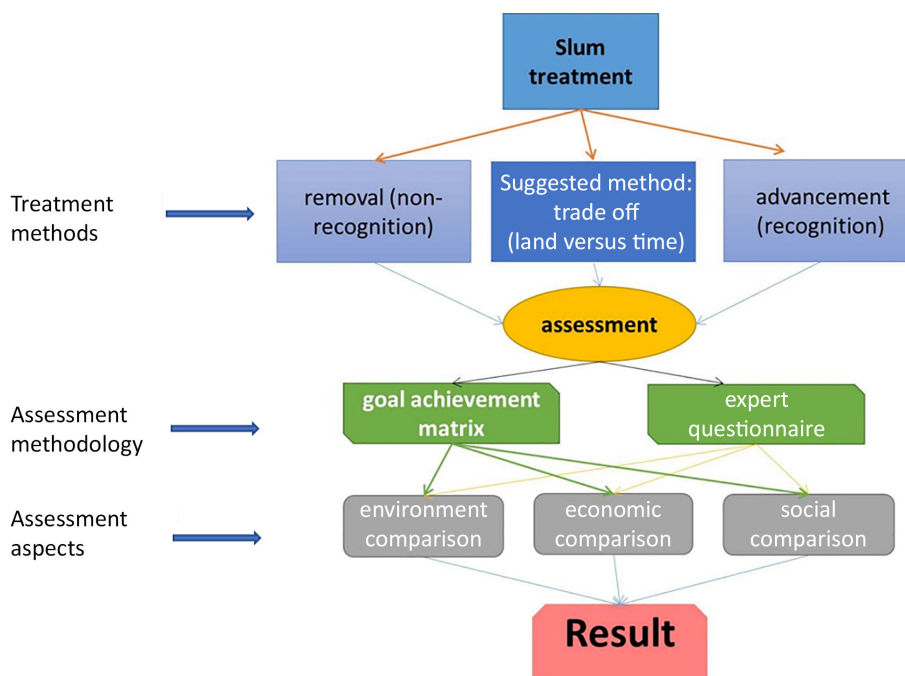 Slum
treatment
Treatment
methods
removal (non-
recognition)
Suggested method:
trade off
(land versus time)
advancement
(recognition)
assessment
Assessment
methodology
goal achievement
matrix
expert
questionnaire
Assessment
aspects
environment
comparison
economic
comparison
social
comparison
Result